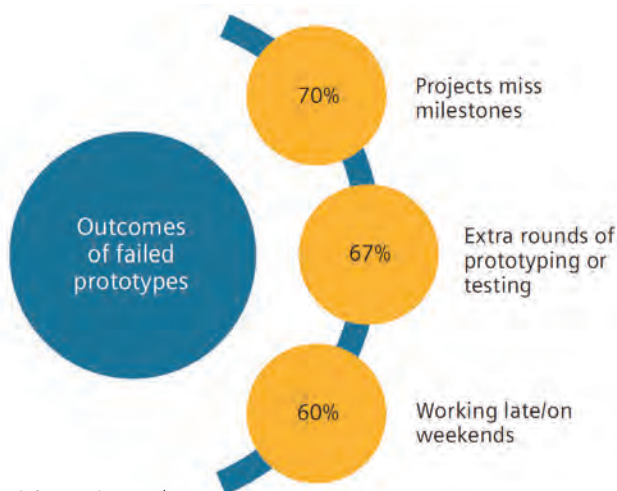 Outcomes
of failed
prototypes
70%
Projects miss
milestones
67%
Extra rounds of
prototyping or
testing
60%
Working late/on
weekends